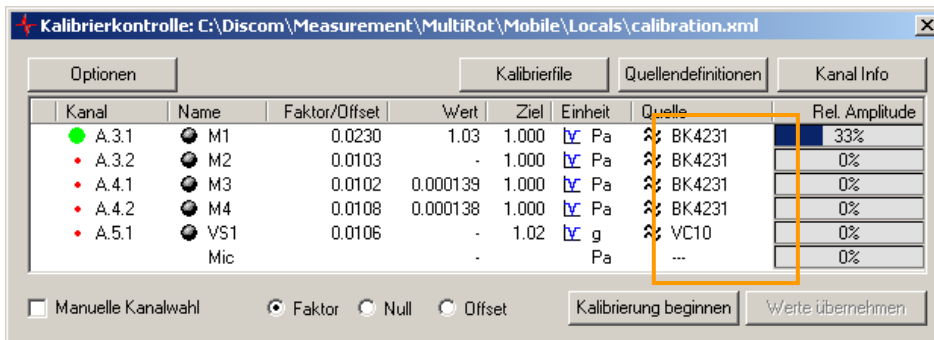 Kalibrierkontrolle: C:\Discom\Measurement\MultiRot\Mobile\Locals\calibration.xml
Optionen Kalibrierfile Quellendefinitionen Kanal Info
Kanal Name Faktor/Offset Wert Ziel Einheit Quelle Rel. Amplitude
A.3.1 M1 0.0230 1.03 1.000 Pa BK4231 33%
A.3.2 M2 0.0103 - 1.000 Pa BK4231 0%
A.4.1 M3 0.0102 0.000139 1.000 Pa BK4231 0%
A.4.2 M4 0.0108 0.000138 1.000 Pa BK4231 0%
A.5.1 VS1 0.0106 - 1.02 g VC10 0%
Mic - Pa --- 0%
Manuelle Kanalwahl Faktor Null Offset Kalibrierung beginnen Werte übernehmen